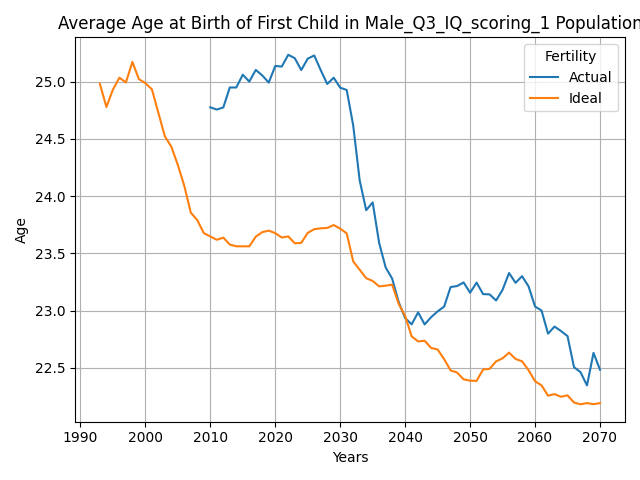 Average Age at Birth of First Child in Male_Q3_IQ_scoring_1 Population
Fertility
Actual
Ideal
Age
25.0
24.5
24.0
23.5
23.0
22.5
1990 2000 2010 2020 2030 2040 2050 2060 2070
Years